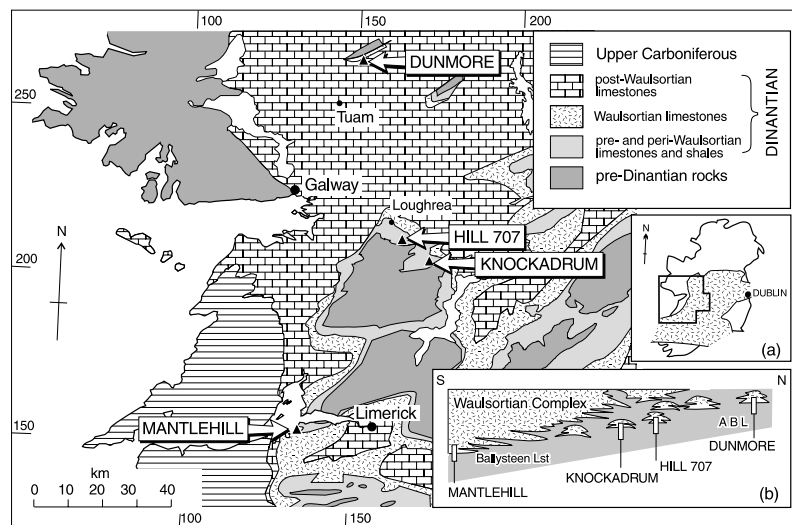 100
150
200
DUNMORE
250
Tuam
Galway
Loughrea
N
HILL 707
200
KNOCKADRUM
MANTLEHILL
Limerick
150
km
0 10 20 30 40
100
150
Upper Carboniferous
post-Waulsortian
limestones
Waulsortian limestones
pre- and peri-Waulsortian
limestones and shales
pre-Dinantian rocks
DINANTIAN
N
DUBLIN
(a)
S N
Waulsortian Complex
A B L
Ballysteen Lst
DUNMORE
HILL 707
KNOCKADRUM
MANTLEHILL
(b)